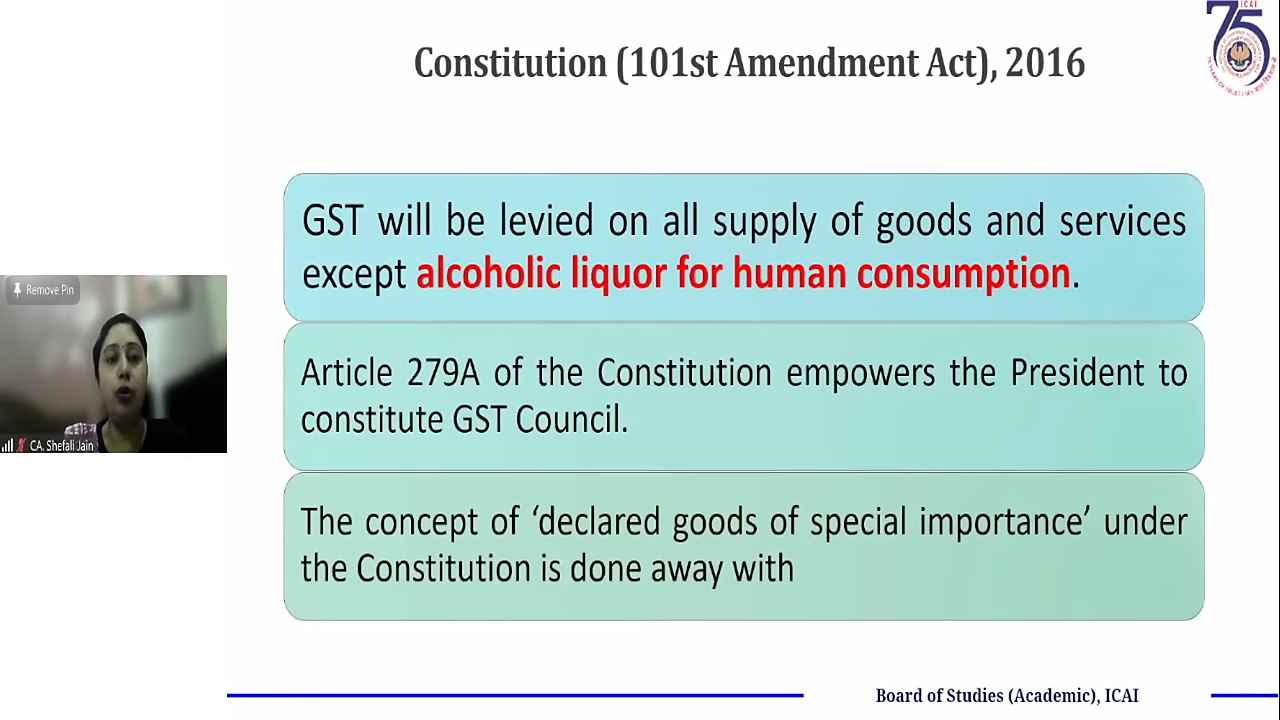 ICAI
75
Constitution (101st Amendment Act), 2016
GST will be levied on all supply of goods and services
except alcoholic liquor for human consumption.
Article 279A of the Constitution empowers the President to
constitute GST Council.
The concept of ‘declared goods of special importance’ under
the Constitution is done away with
Remove Pin
CA. Shefali Jain
Board of Studies (Academic), ICAI